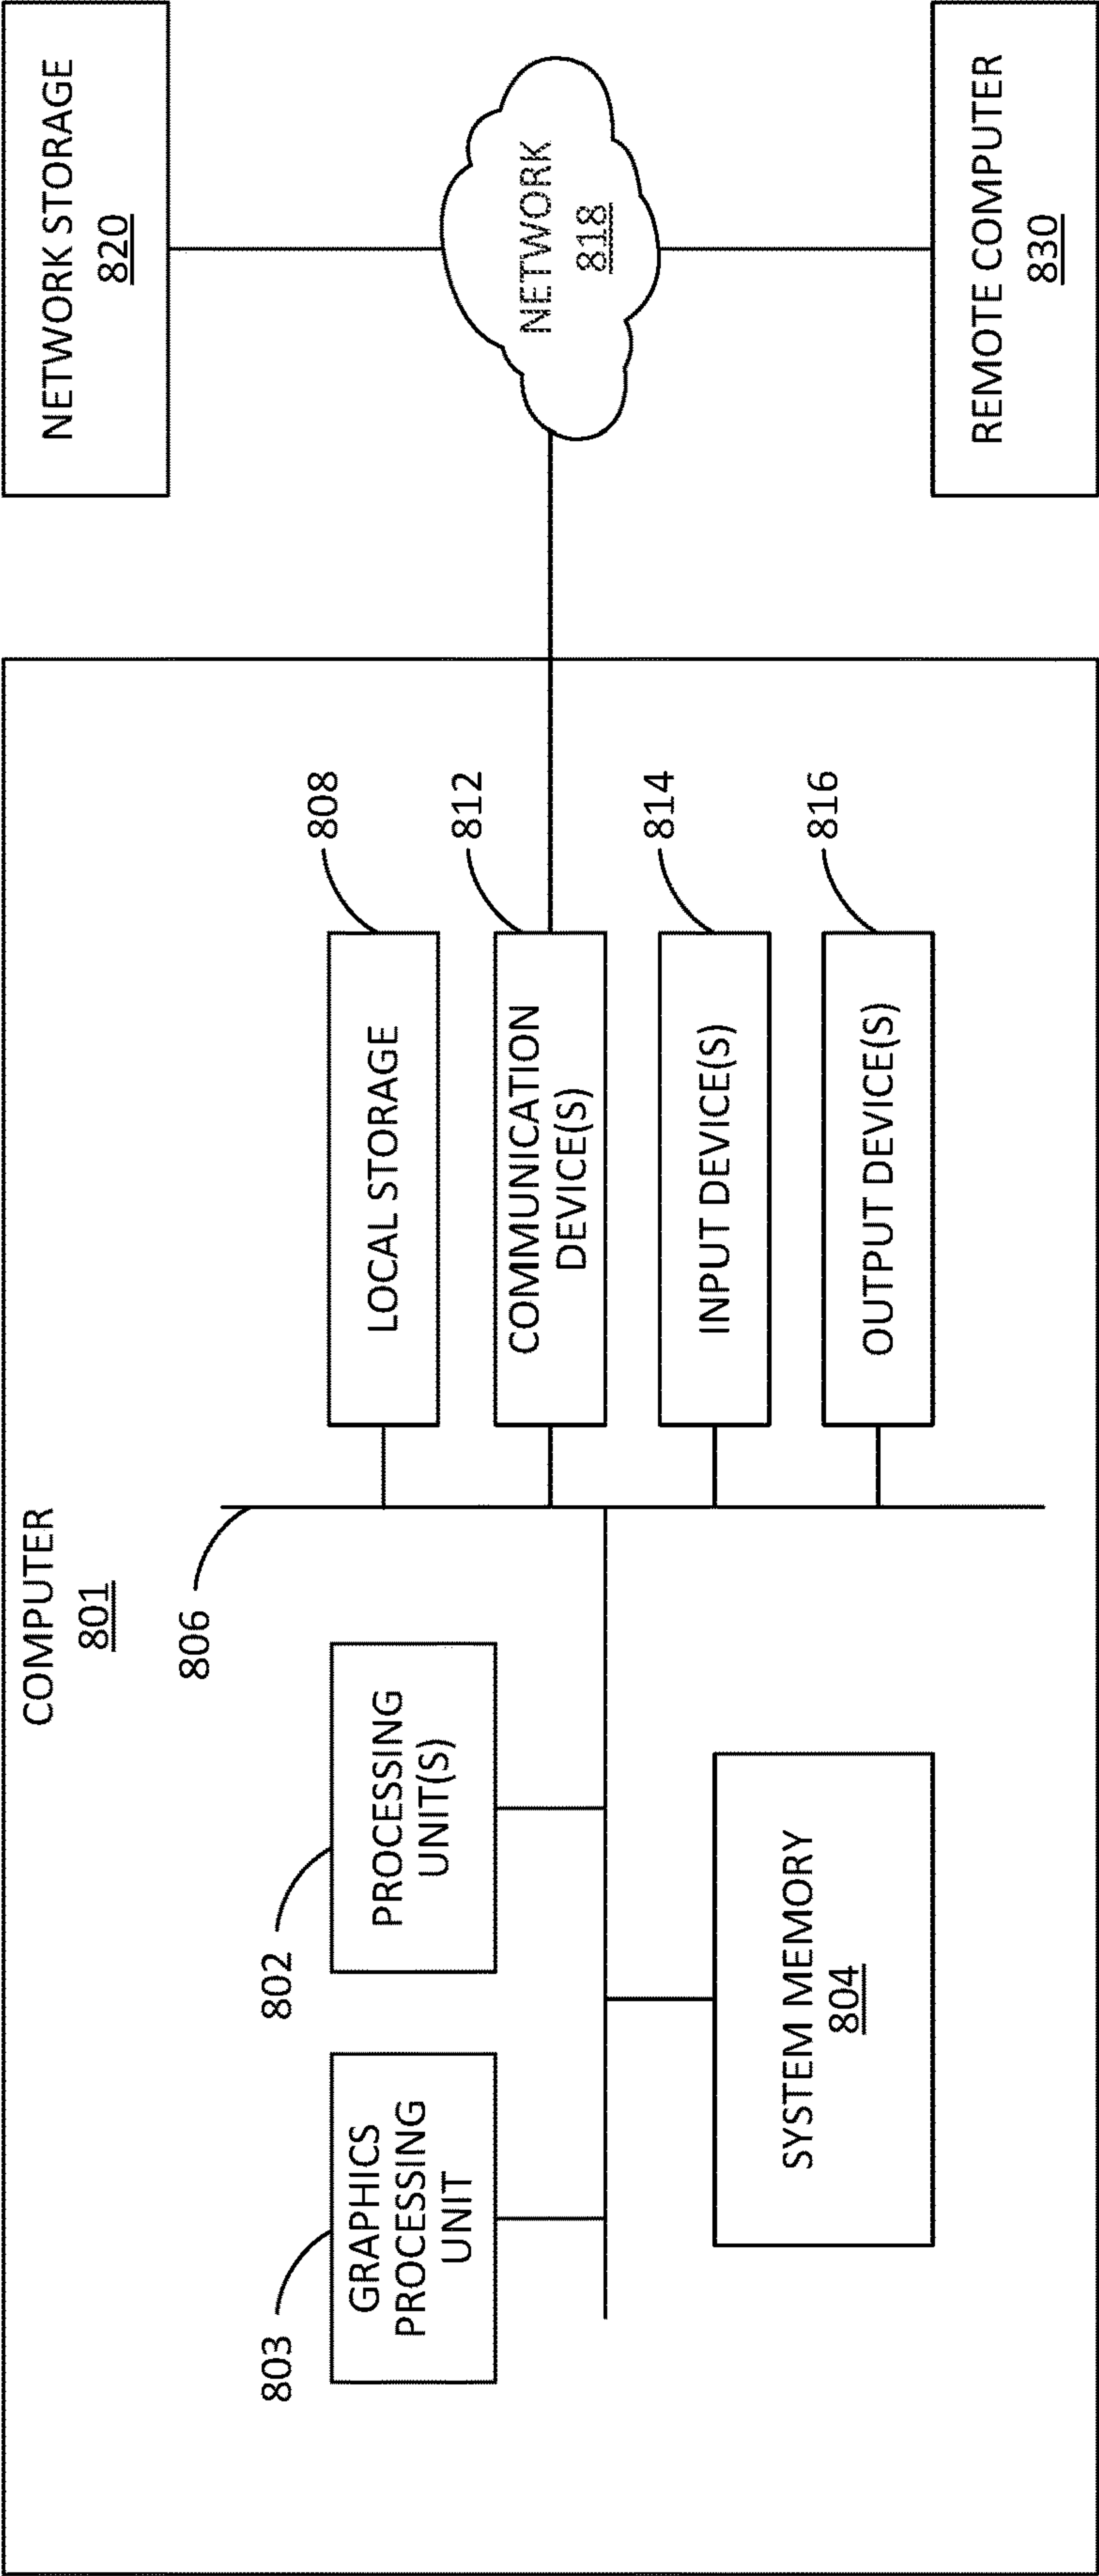 COMPUTER
801
803
GRAPHICS
PROCESSING
UNIT
802
PROCESSING
UNIT(S)
SYSTEM MEMORY
804
806
LOCAL STORAGE
808
COMMUNICATION
DEVICE(S)
812
INPUT DEVICE(S)
814
OUTPUT DEVICE(S)
816
NETWORK STORAGE
820
NETWORK
818
REMOTE COMPUTER
830